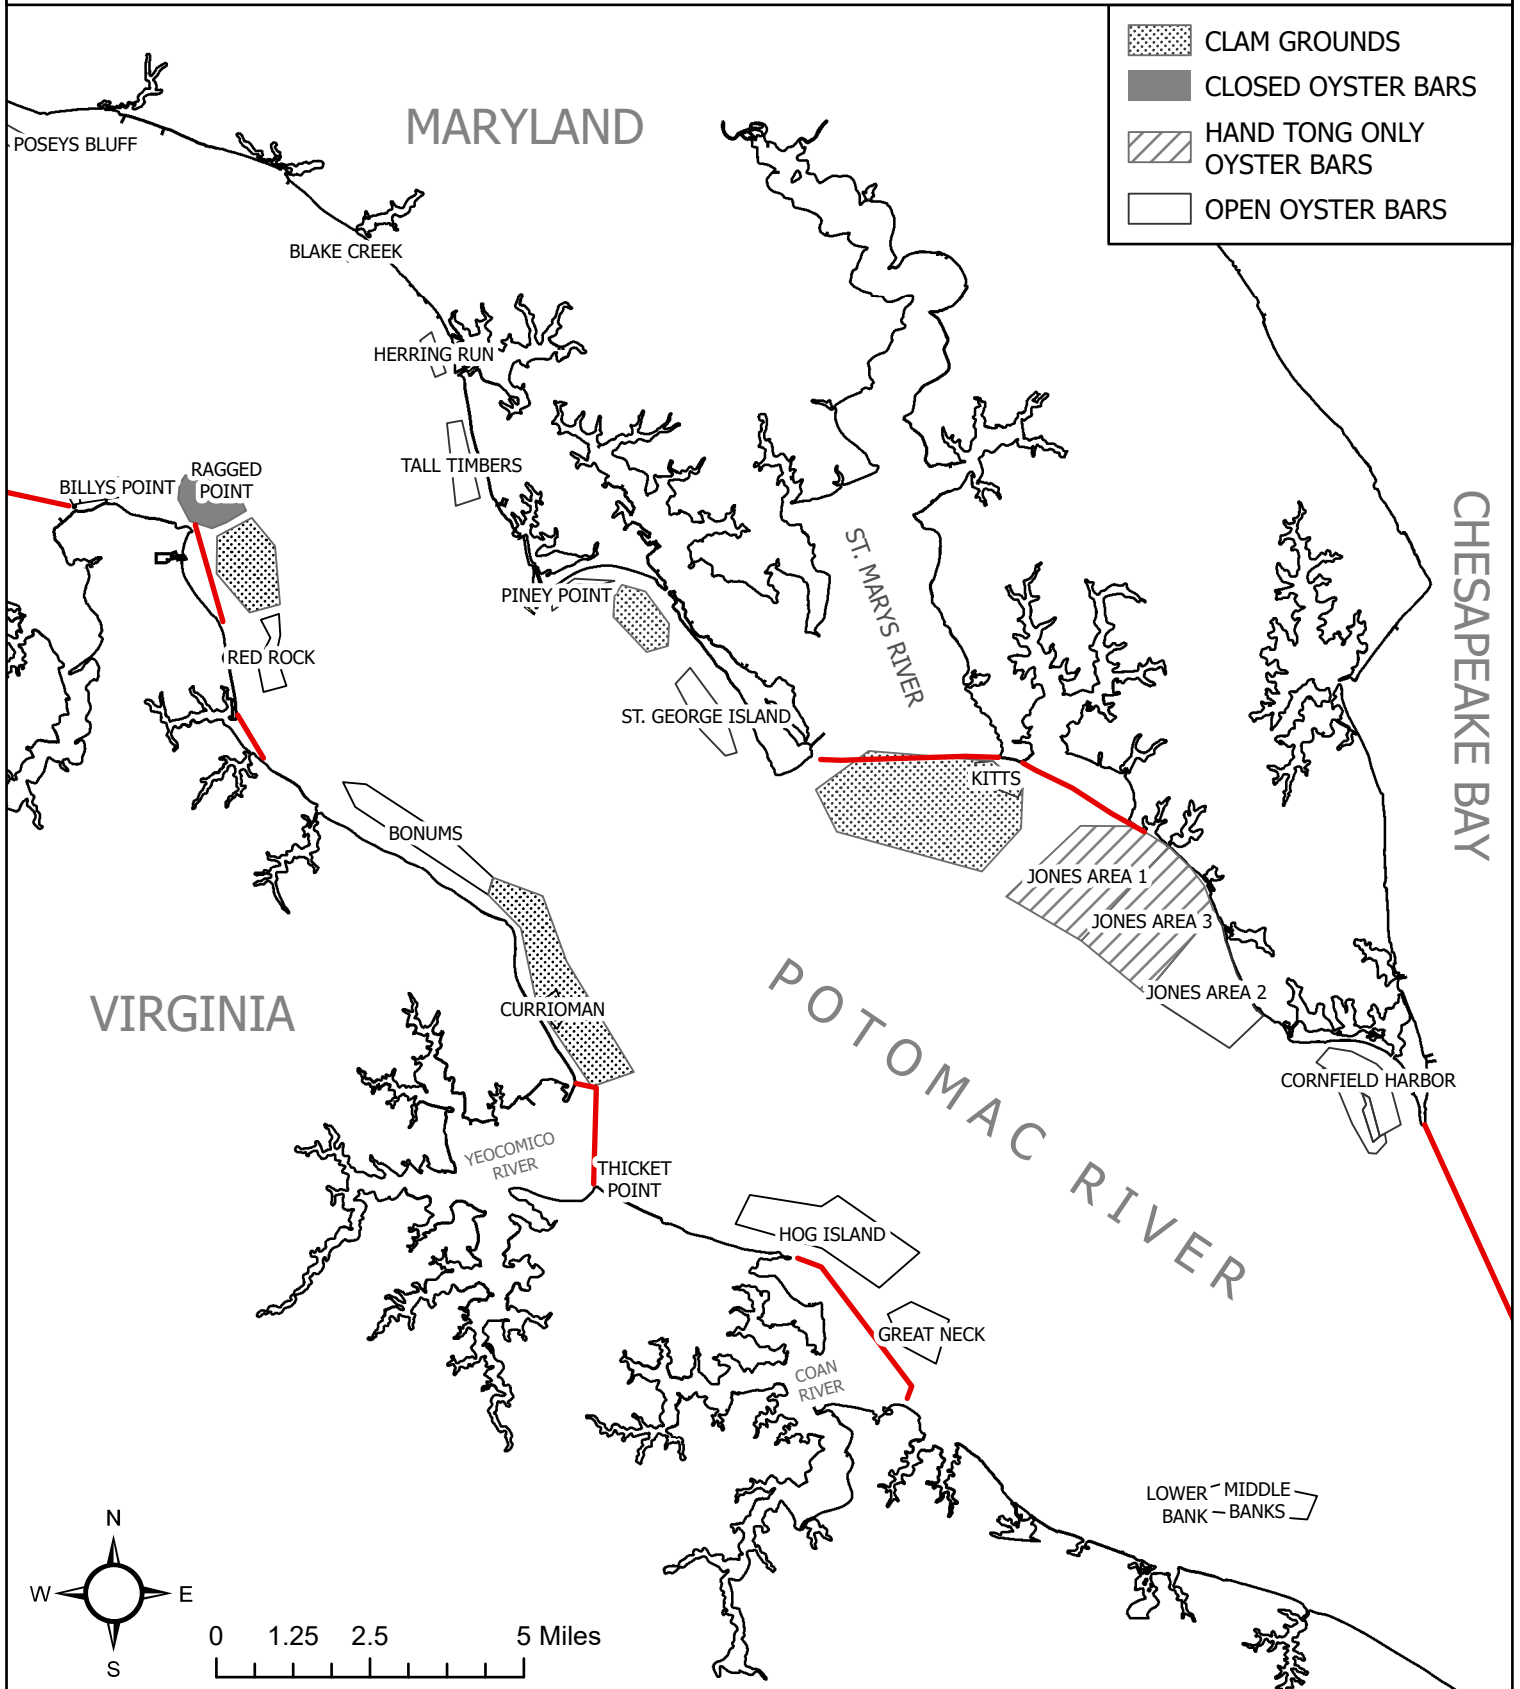 CLAM GROUNDS
CLOSED OYSTER BARS
HAND TONG ONLY
OYSTER BARS
OPEN OYSTER BARS
MARYLAND
POSEYS BLUFF
BLAKE CREEK
HERRING RUN
TALL TIMBERS
RAGGED
POINT
BILLYS POINT
CHESAPEAKE BAY
ST. MARYS RIVER
PINEY POINT
RED ROCK
ST. GEORGE ISLAND
KITTS
BONUMS
JONES AREA 1
JONES AREA 3
JONES AREA 2
VIRGINIA
CURRIOMAN
POTOMAC RIVER
CORNFIELD HARBOR
YEOCOMICO
RIVER
THICKET
POINT
HOG ISLAND
GREAT NECK
COAN
RIVER
LOWER
BANK
MIDDLE
BANKS
N
W
E
S
0 1.25 2.5 5 Miles